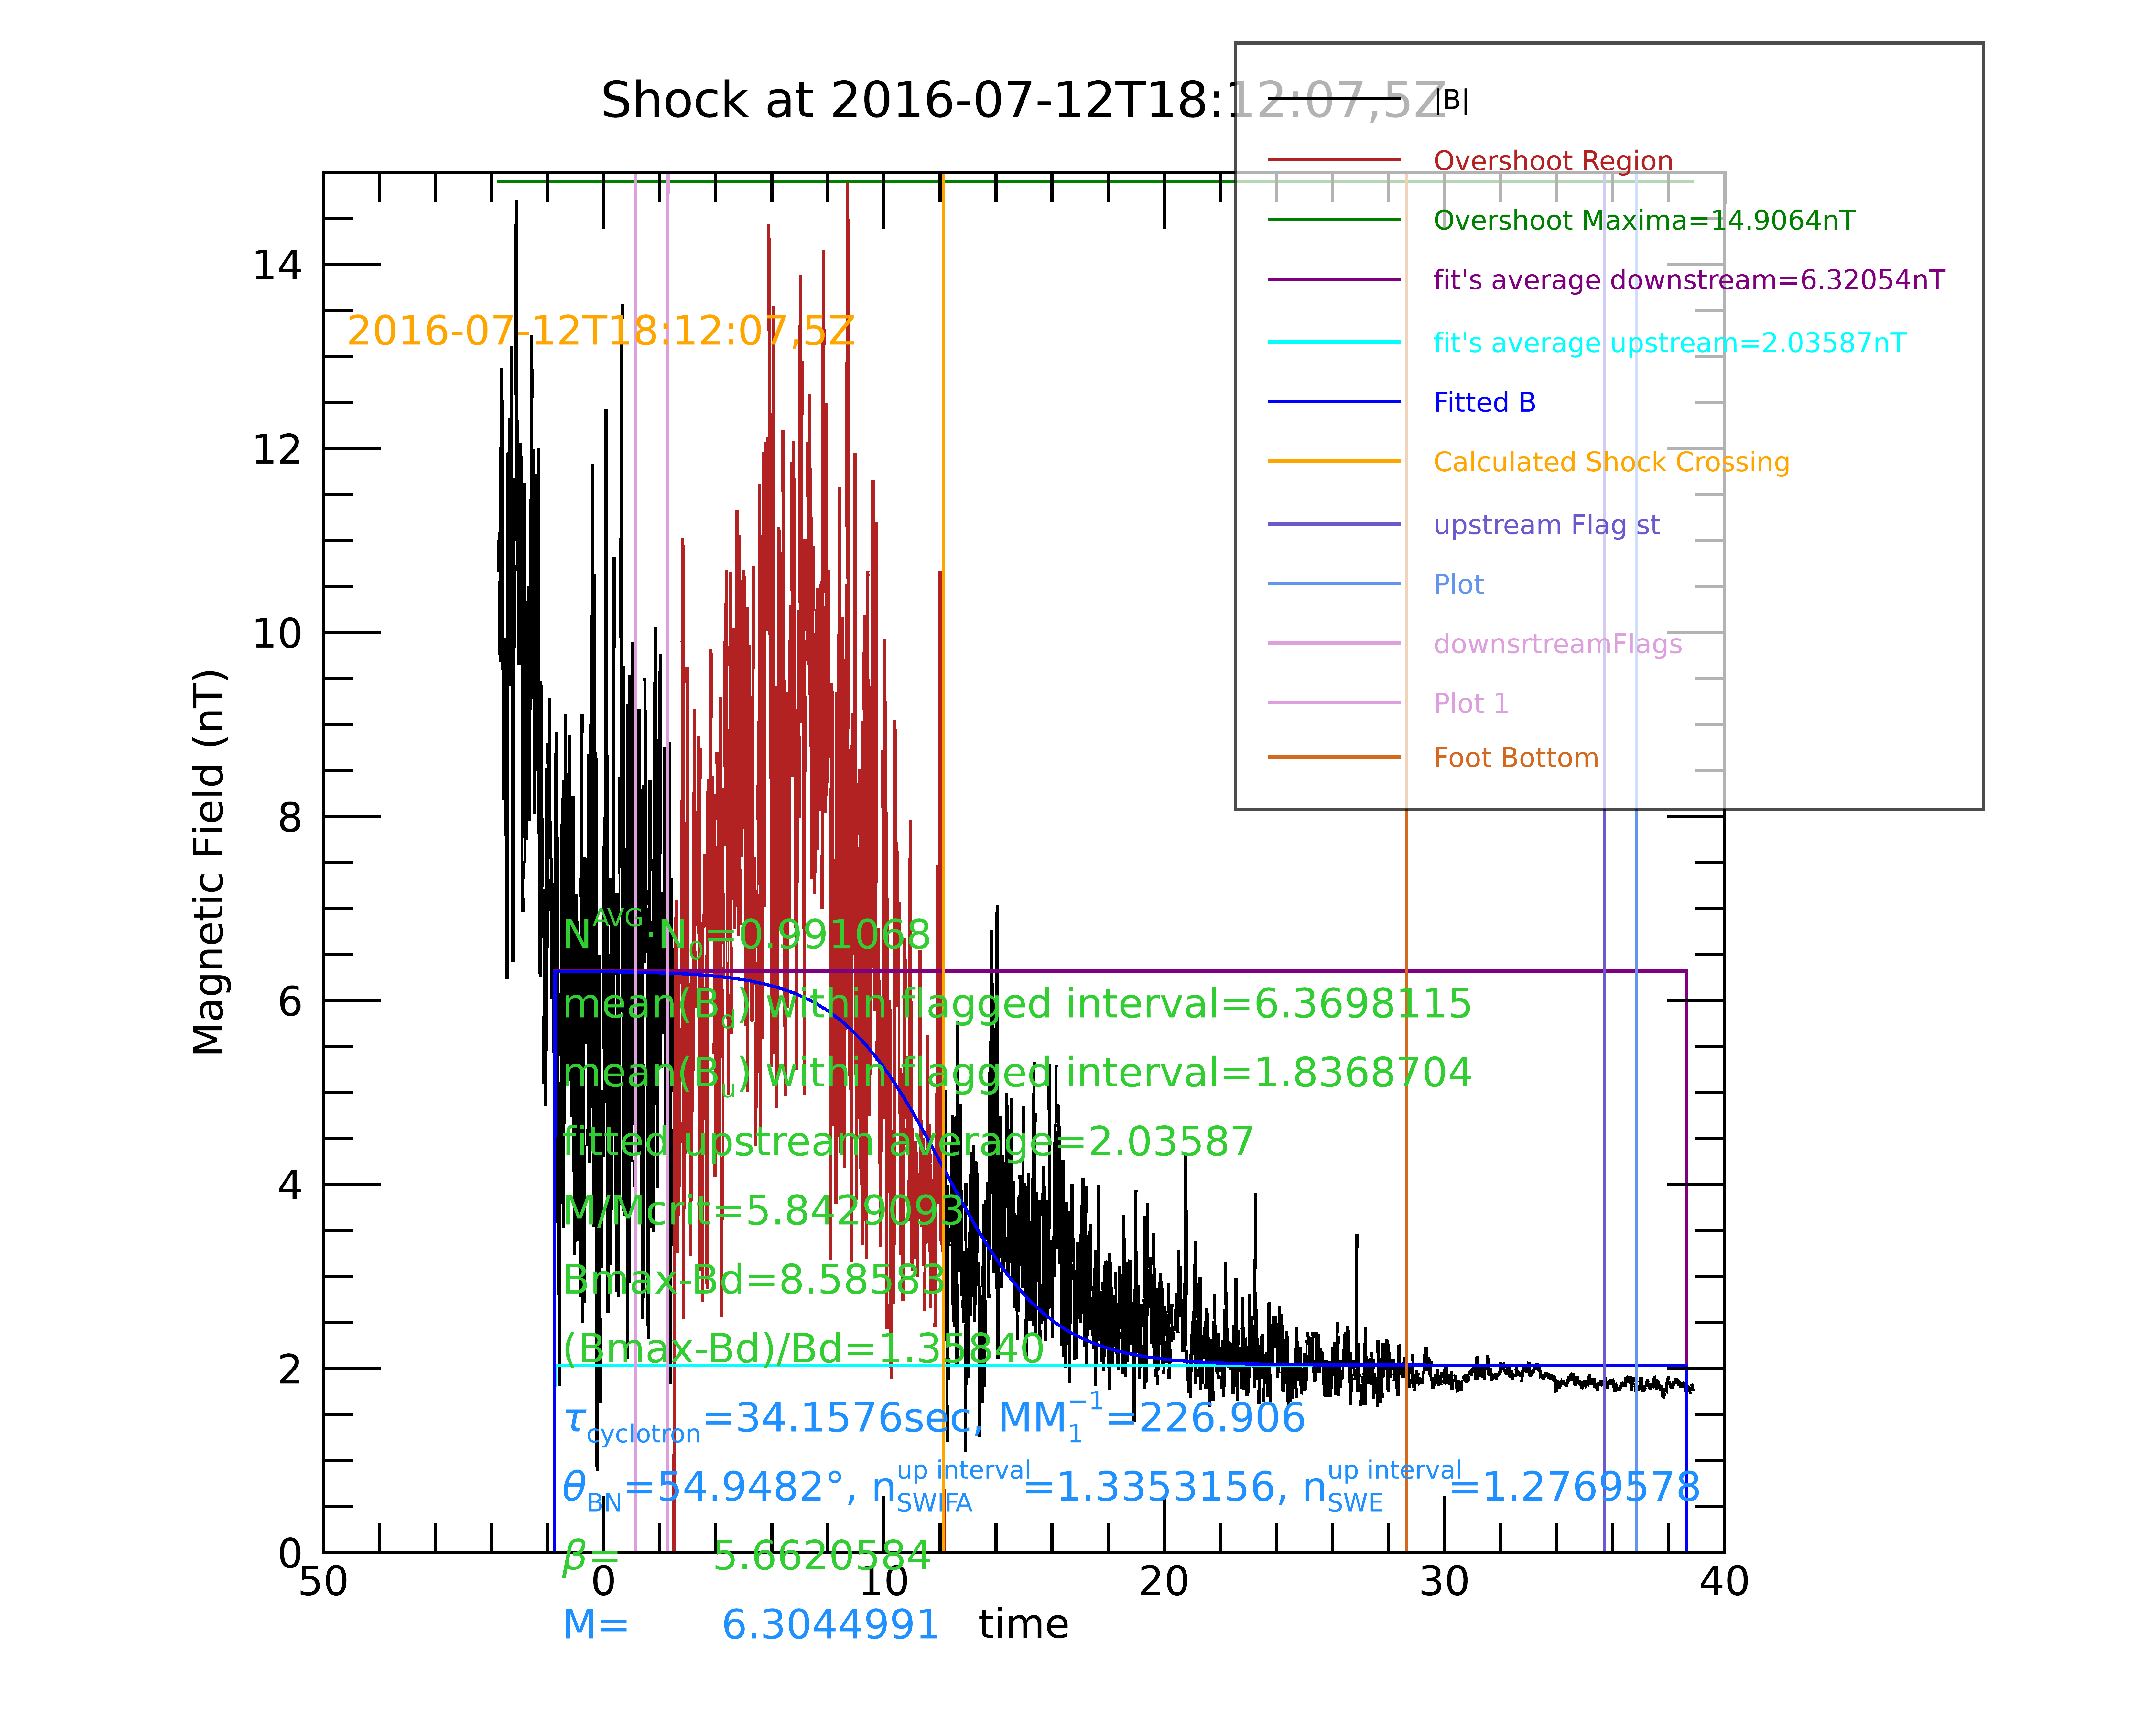 Shock at 2016-07-12T18:12:07,5Z
|B|
Overshoot Region
Overshoot Maxima=14.9064nT
fit's average downstream=6.32054nT
fit's average upstream=2.03587nT
Fitted B
Calculated Shock Crossing
upstream Flag st
Plot
downsrtreamFlags
Plot 1
Foot Bottom
2016-07-12T18:12:07,5Z
Magnetic Field (nT)
14
12
10
8
6
4
2
0
N^AVG·N_0=0.991068
mean(B_d) within flagged interval=6.3698115
mean(B_u) within flagged interval=1.8368704
fitted upstream average=2.03587
M/Mcrit=5.8429093
Bmax-Bd=8.58583
(Bmax-Bd)/Bd=1.35840
τ_cyclotron=34.1576sec, MM_1^−1=226.906
θ_BN=54.9482°, n_SWIFA^up interval=1.3353156, n_SWE^up interval=1.2769578
β= 5.6620584
50 0 10 20 30 40
M= 6.3044991
time